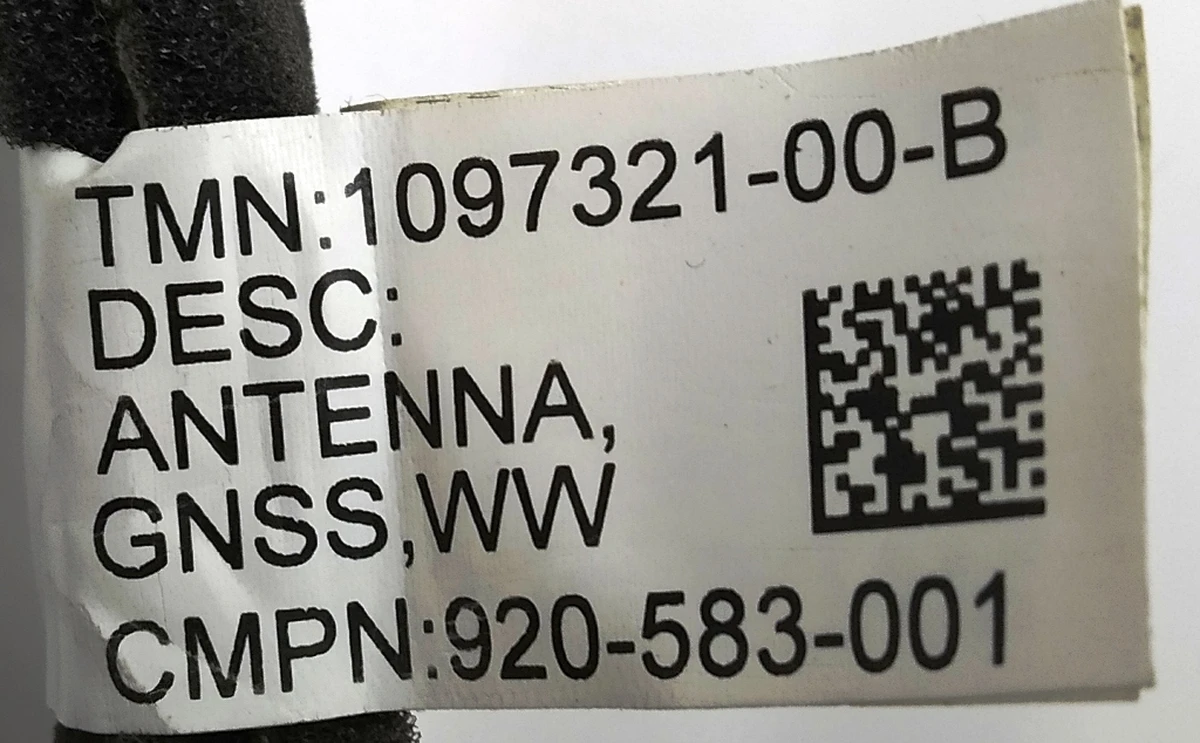 TMN:1097321-00-B
DESC:
ANTENNA,
GNSS,WW
CMPN:920-583-001